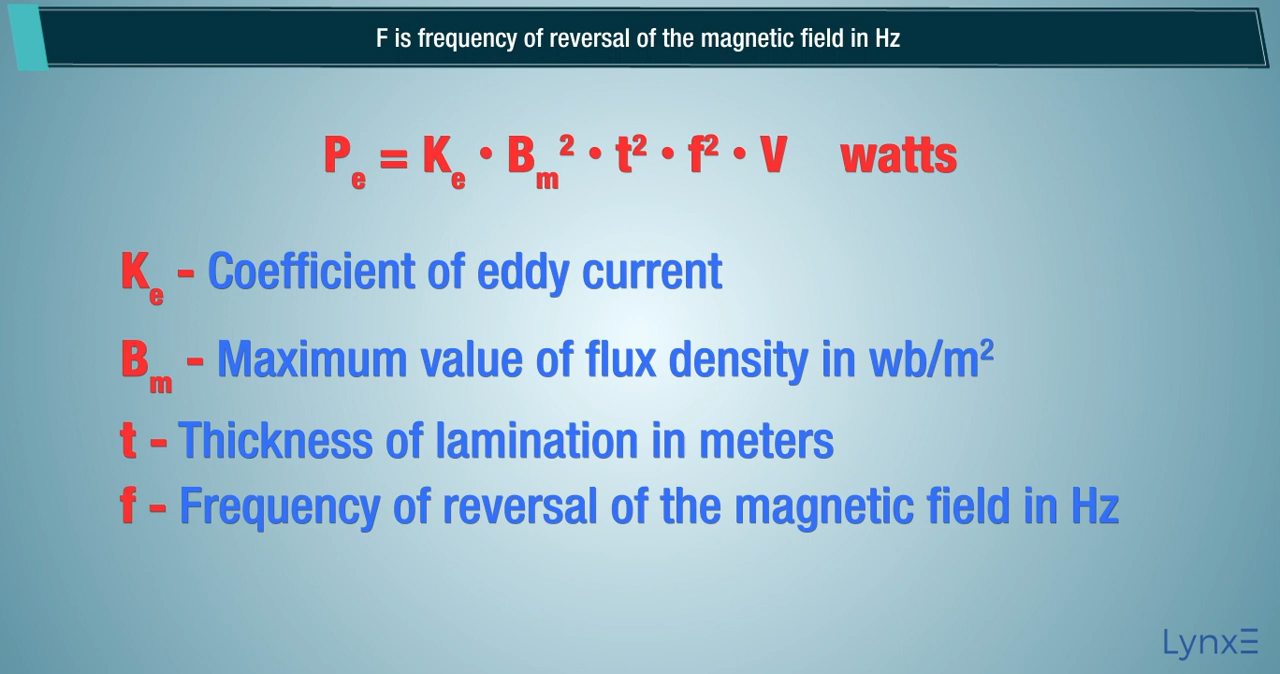 F is frequency of reversal of the magnetic field in Hz
Pe = Ke · Bm² · t² · f² · V watts
Ke - Coefficient of eddy current
Bm - Maximum value of flux density in wb/m²
t - Thickness of lamination in meters
f - Frequency of reversal of the magnetic field in Hz
LynxE